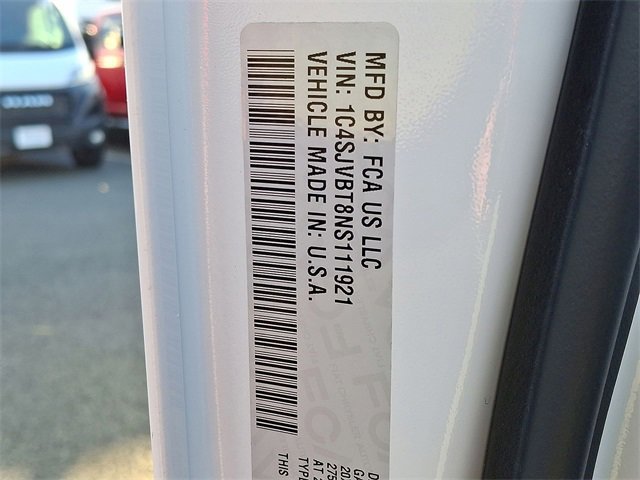 MFD BY: FCA US LLC
VIN: 1C4SJVBT8NS111921
VEHICLE MADE IN: U.S.A.